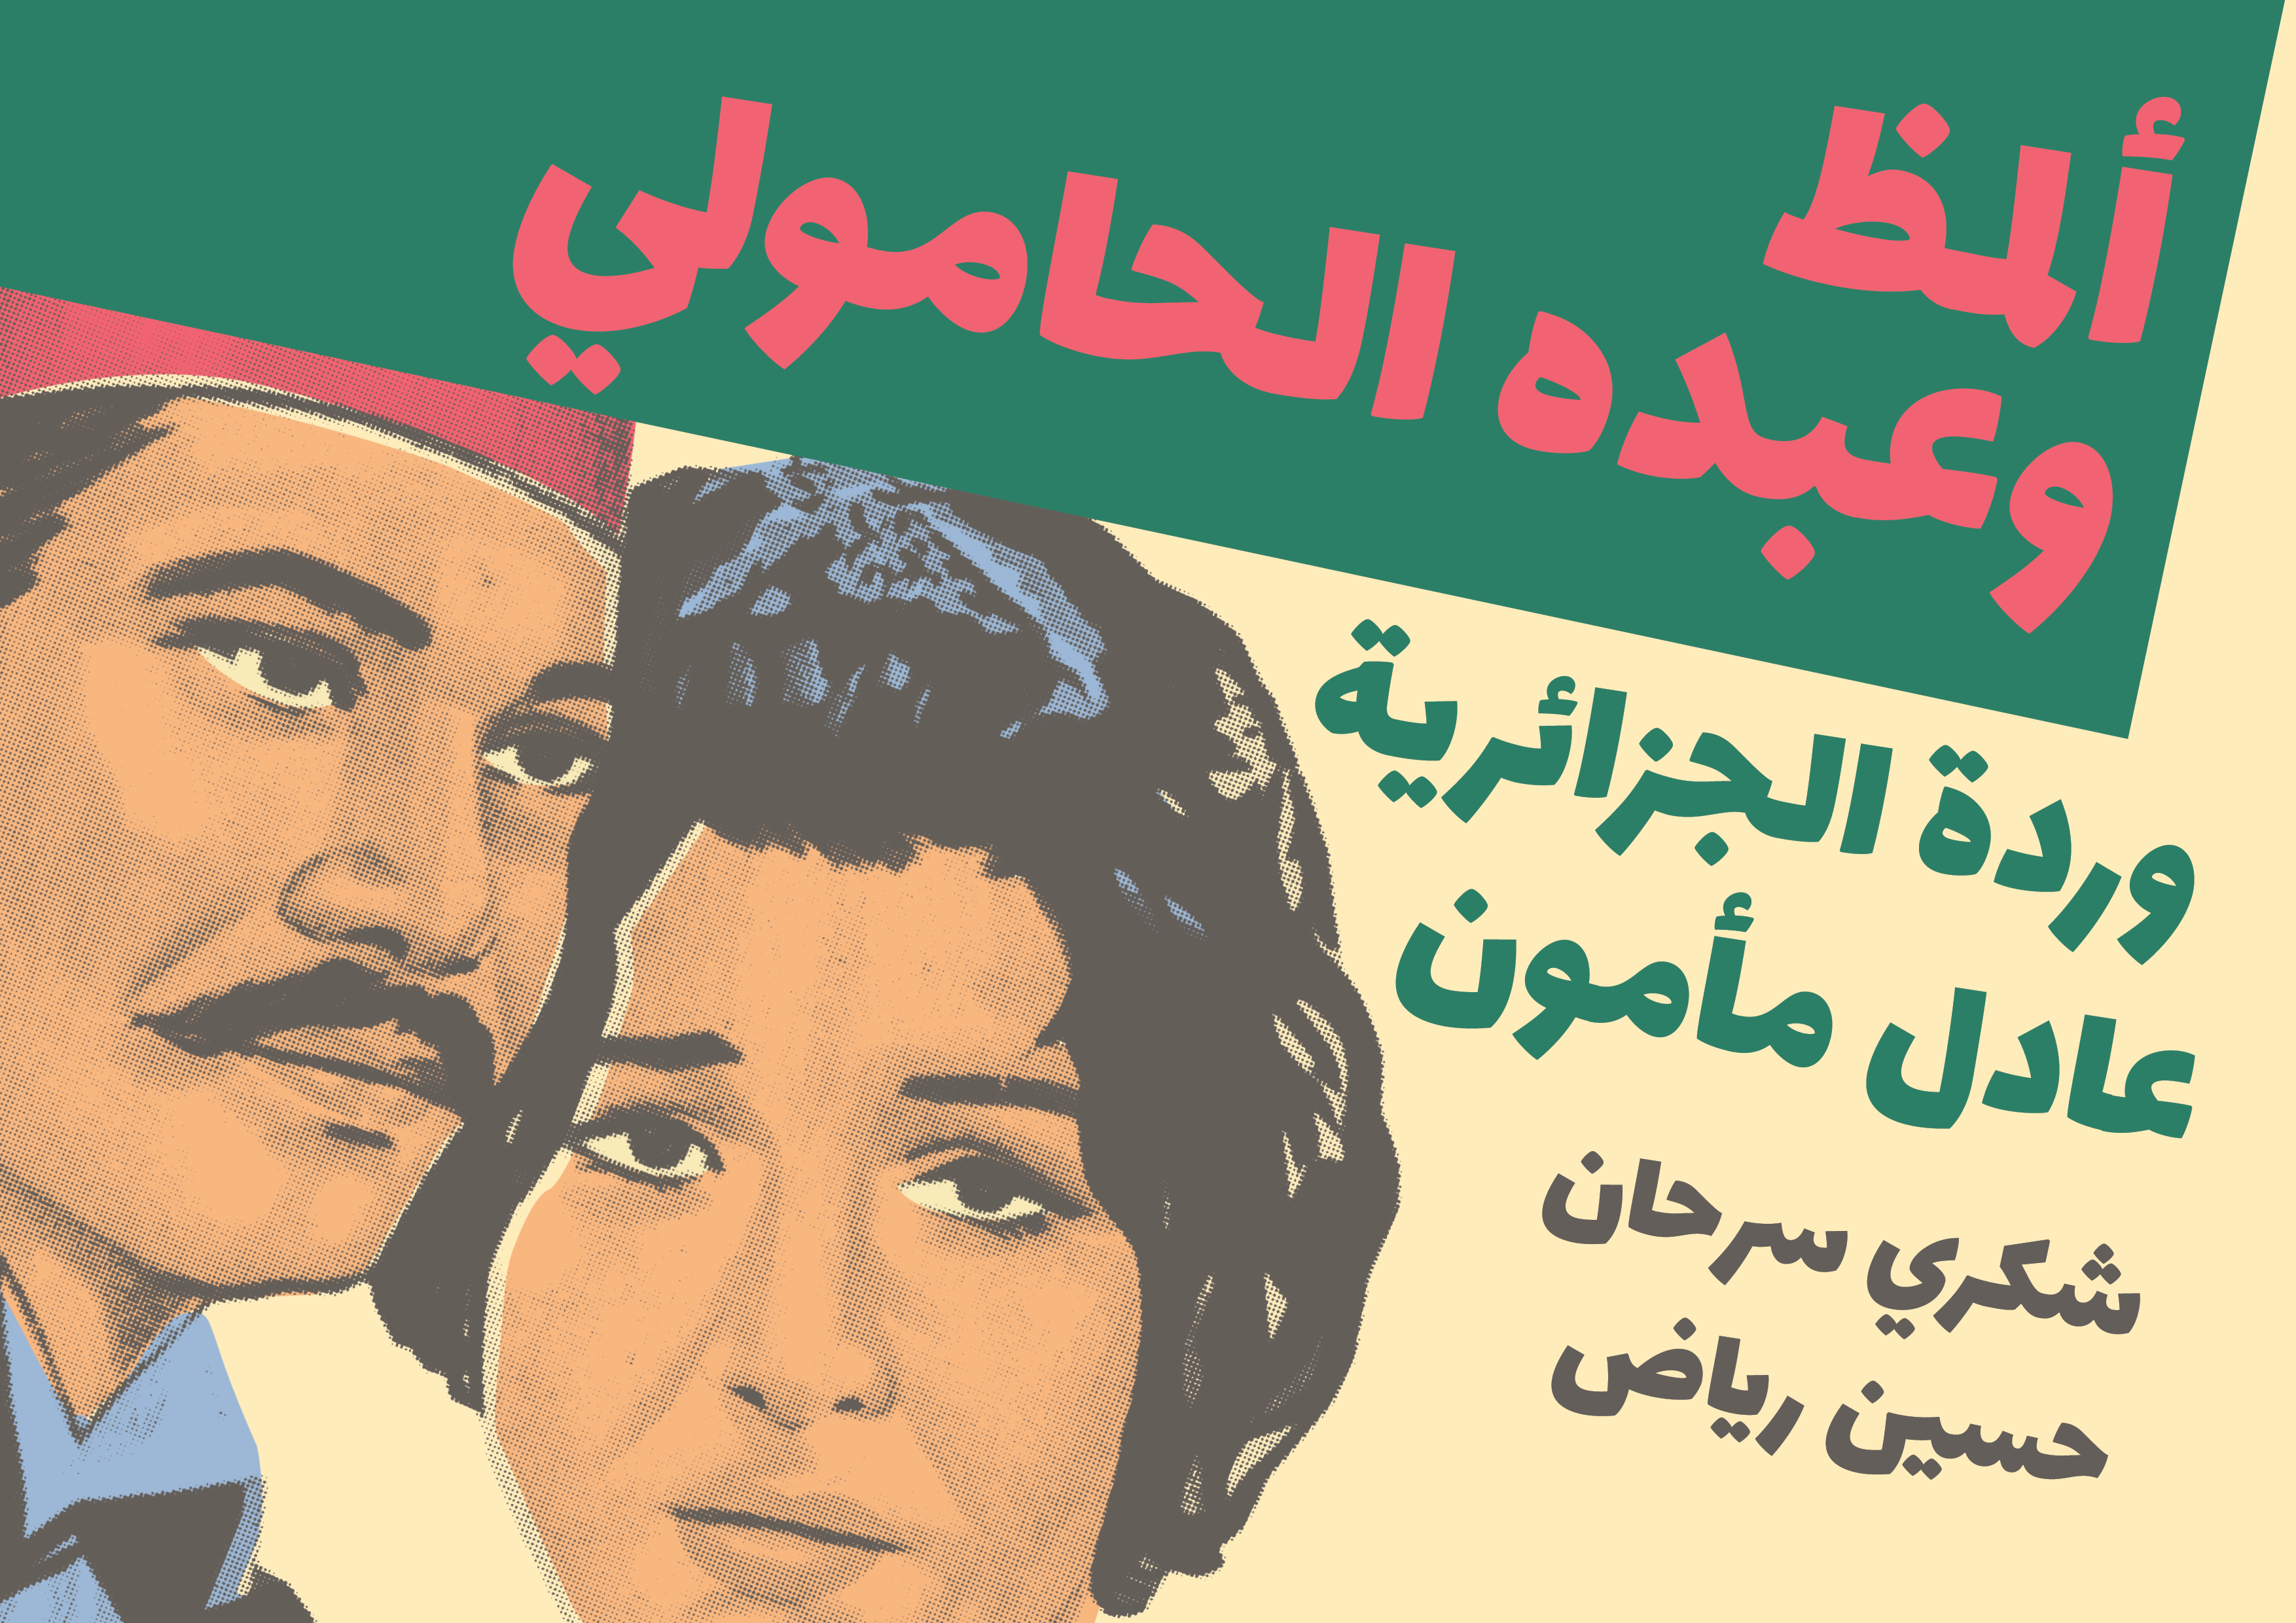 ألمظ
وعبده الحامولي
وردة الجزائرية
عادل مأمون
شكري سرحان
حسين رياض